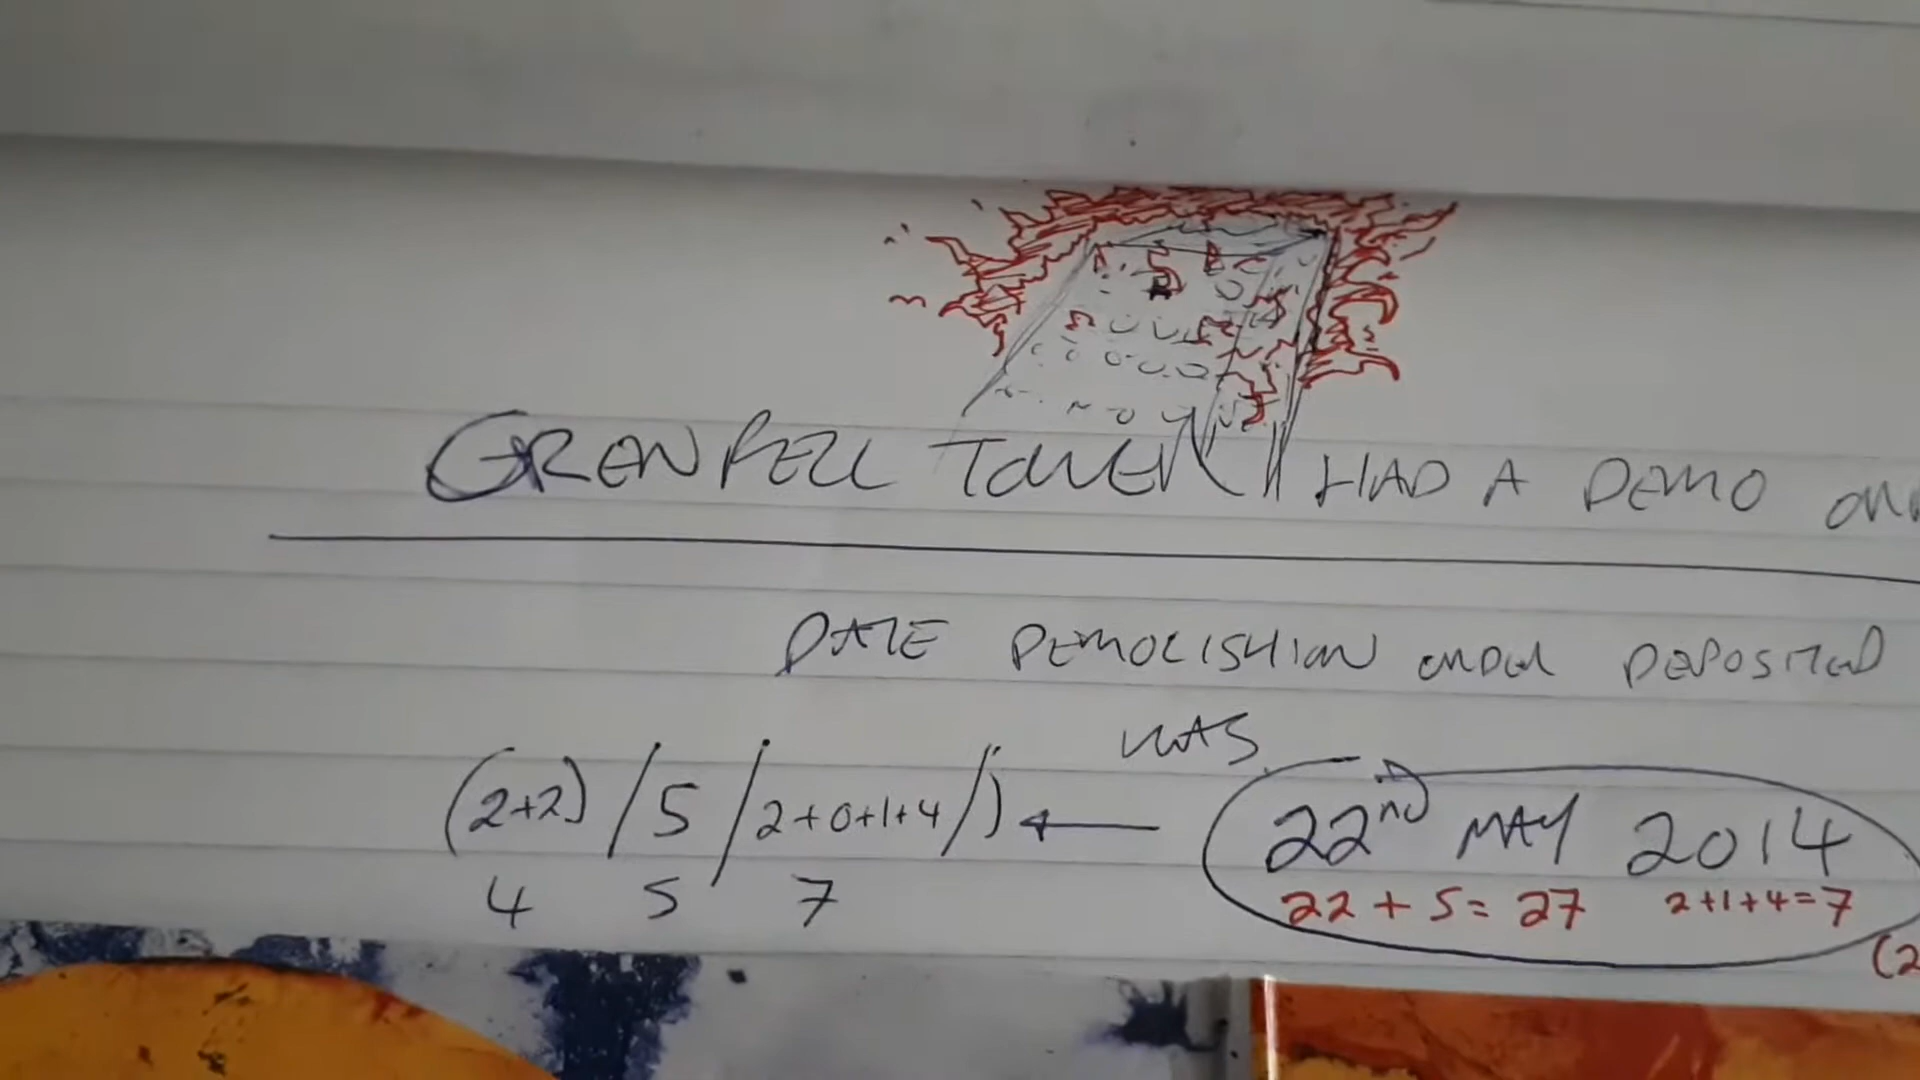 GRENFELL TOWER HAD A DEMO
DATE DEMOLISHION ORDER DEPOSITED
WAS
(2+2) / 5 / 2+0+1+4 /) ← 22nd MAY 2014
4 5 7 22 + 5 = 27 2+1+4=7
(2